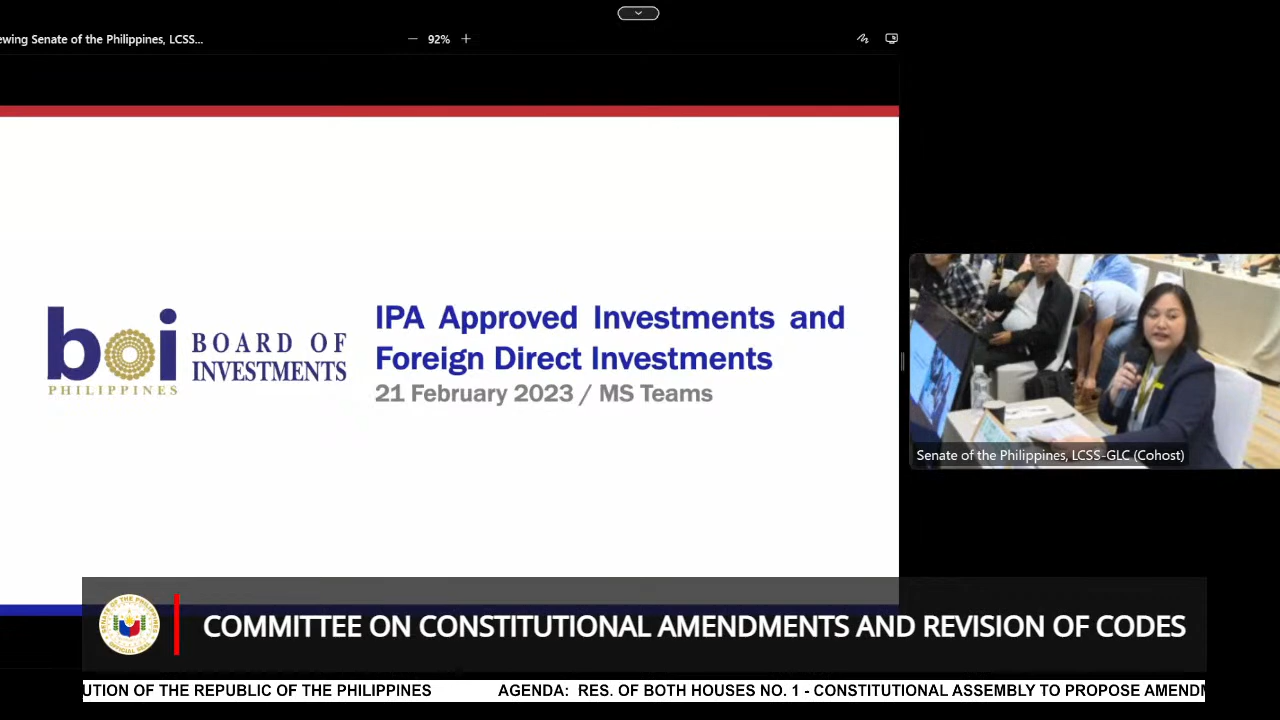 ewing Senate of the Philippines, LCSS...
92%
IPA Approved Investments and
Foreign Direct Investments
21 February 2023 / MS Teams
boi
PHILIPPINES
BOARD OF
INVESTMENTS
Senate of the Philippines, LCSS-GLC (Cohost)
COMMITTEE ON CONSTITUTIONAL AMENDMENTS AND REVISION OF CODES
UTION OF THE REPUBLIC OF THE PHILIPPINES
AGENDA: RES. OF BOTH HOUSES NO. 1 - CONSTITUTIONAL ASSEMBLY TO PROPOSE AMENDM